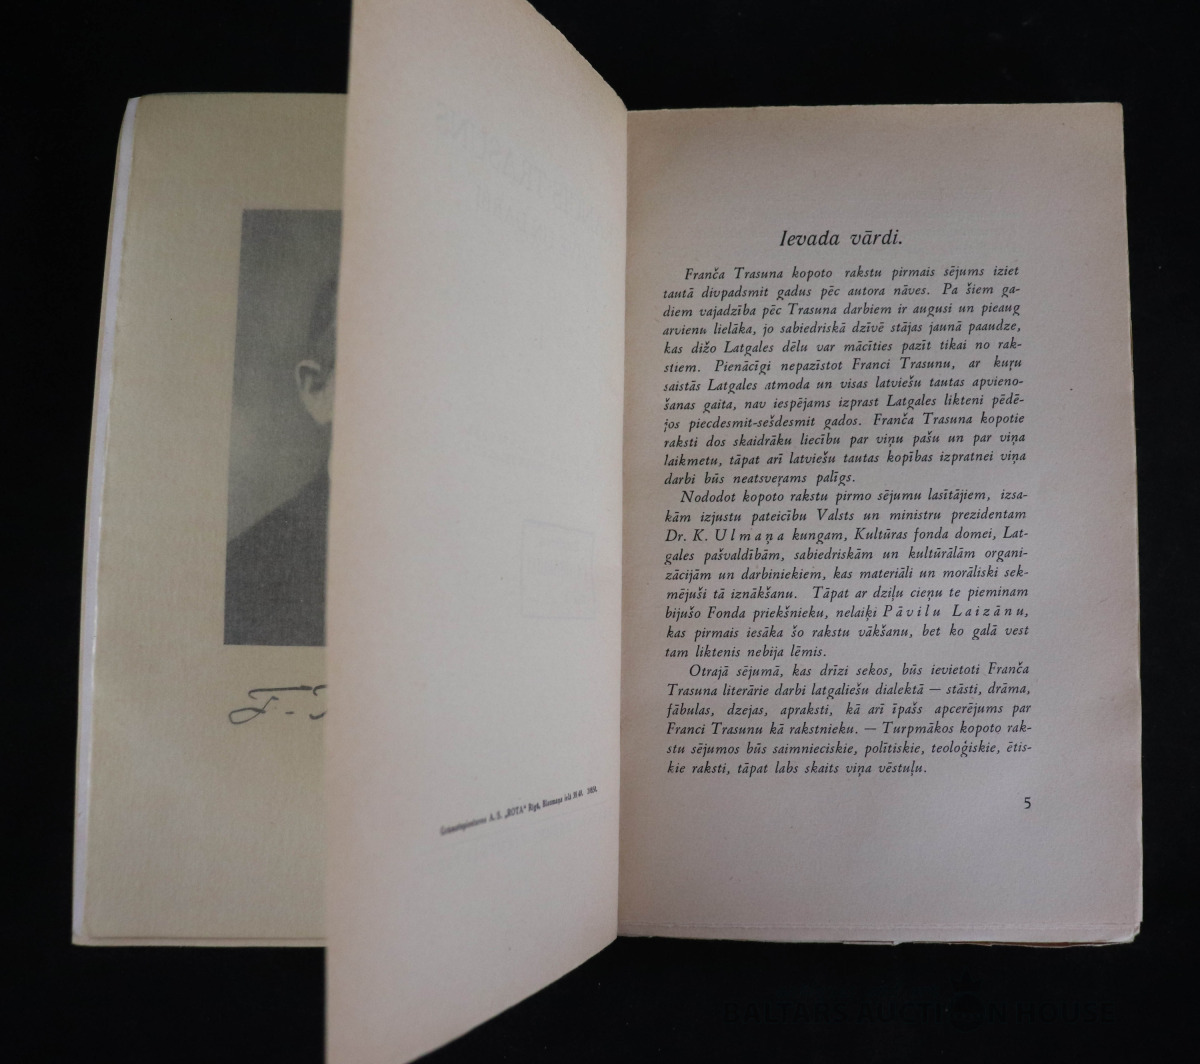 F. T
TRASUNS
Grāmatspiestuve A. S. „ROTA“ Rīgā, Blaumaņa ielā
Ievada vārdi.
Franča Trasuna kopoto rakstu pirmais sējums iziet
tautā divpadsmit gadus pēc autora nāves. Pa šiem ga-
diem vajadzība pēc Trasuna darbiem ir augusi un pieaug
arvienu lielāka, jo sabiedriskā dzīvē stājas jaunā paaudze,
kas dižo Latgales dēlu var mācīties pazīt tikai no rak-
stiem. Pienācīgi nepazīstot Franci Trasunu, ar kuŗu
saistās Latgales atmoda un visas latviešu tautas apvieno-
šanas gaita, nav iespējams izprast Latgales likteni pēdē-
jos piecdesmit-sešdesmit gados. Franča Trasuna kopotie
raksti dos skaidrāku liecību par viņu pašu un par viņa
laikmetu, tāpat arī latviešu tautas kopības izpratnei viņa
darbi būs neatsveŗams palīgs.
Nododot kopoto rakstu pirmo sējumu lasītājiem, izsa-
kām izjustu pateicību Valsts un ministru prezidentam
Dr. K. Ulmaņa kungam, Kultūras fonda domei, Lat-
gales pašvaldībām, sabiedriskām un kultūrālām organi-
zācijām un darbiniekiem, kas materiāli un morāliski sek-
mējuši tā iznākšanu. Tāpat ar dziļu cieņu te pieminam
bijušo Fonda priekšnieku, nelaiķi Pāvilu Laizānu,
kas pirmais iesāka šo rakstu vākšanu, bet ko galā vest
tam liktenis nebija lēmis.
Otrajā sējumā, kas drīzi sekos, būs ievietoti Franča
Trasuna literārie darbi latgaliešu dialektā — stāsti, drāma,
fābulas, dzejas, apraksti, kā arī īpašs apcerējums par
Franci Trasunu kā rakstnieku. — Turpmākos kopoto rak-
stu sējumos būs saimnieciskie, polītiskie, teoloģiskie, ētis-
kie raksti, tāpat labs skaits viņa vēstuļu.
5
BALTARS AUCTION HOUSE